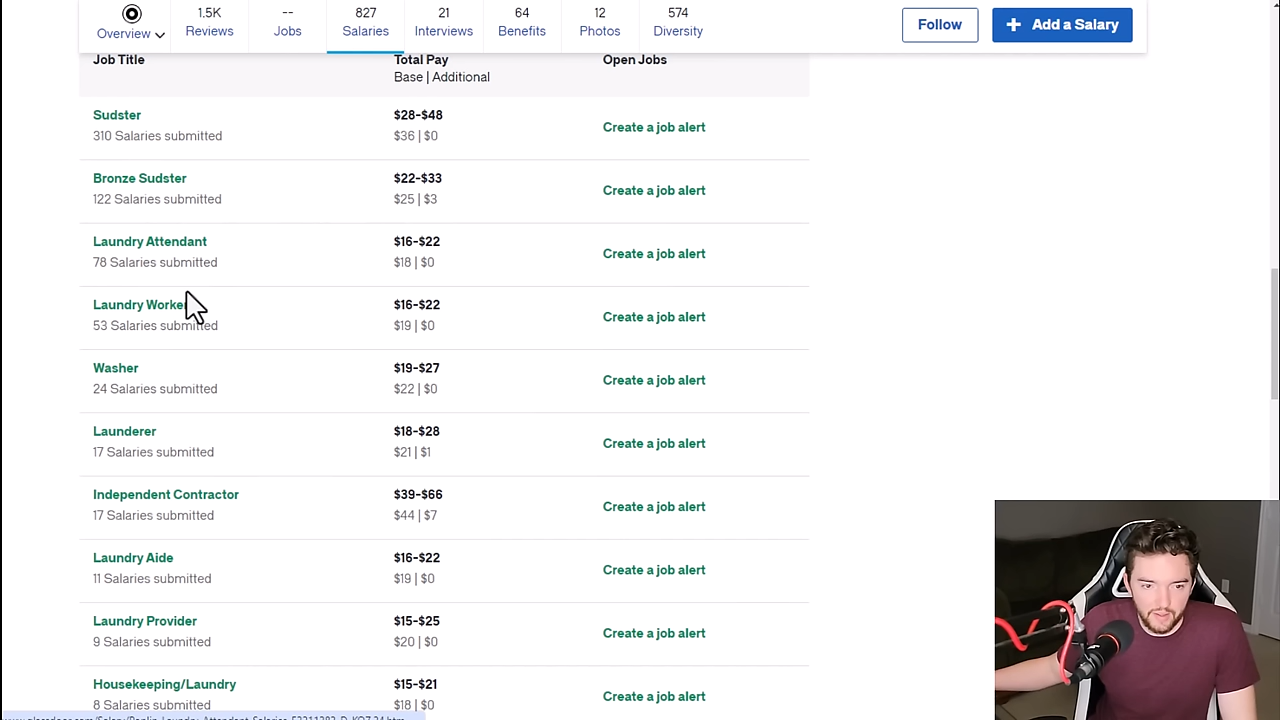 Overview
1.5K
Reviews
--
Jobs
827
Salaries
21
Interviews
64
Benefits
12
Photos
574
Diversity
Follow
+ Add a Salary
Job Title
Total Pay
Base | Additional
Open Jobs
Sudster
310 Salaries submitted
$28-$48
$36 | $0
Create a job alert
Bronze Sudster
122 Salaries submitted
$22-$33
$25 | $3
Create a job alert
Laundry Attendant
78 Salaries submitted
$16-$22
$18 | $0
Create a job alert
Laundry Worker
53 Salaries submitted
$16-$22
$19 | $0
Create a job alert
Washer
24 Salaries submitted
$19-$27
$22 | $0
Create a job alert
Launderer
17 Salaries submitted
$18-$28
$21 | $1
Create a job alert
Independent Contractor
17 Salaries submitted
$39-$66
$44 | $7
Create a job alert
Laundry Aide
11 Salaries submitted
$16-$22
$19 | $0
Create a job alert
Laundry Provider
9 Salaries submitted
$15-$25
$20 | $0
Create a job alert
Housekeeping/Laundry
8 Salaries submitted
$15-$21
$18 | $0
Create a job alert